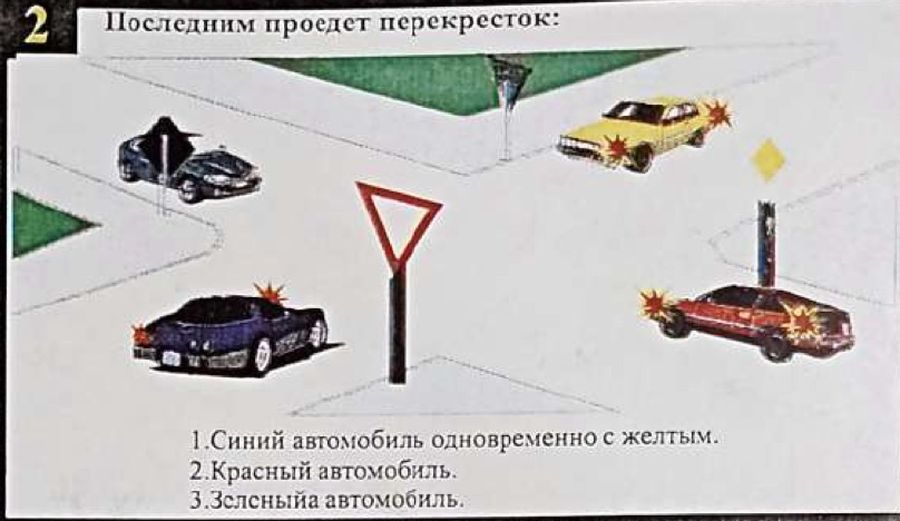 2
Последним проедет перекресток:
1.Синий автомобиль одновременно с желтым.
2.Красный автомобиль.
3.Зеленыйа автомобиль.